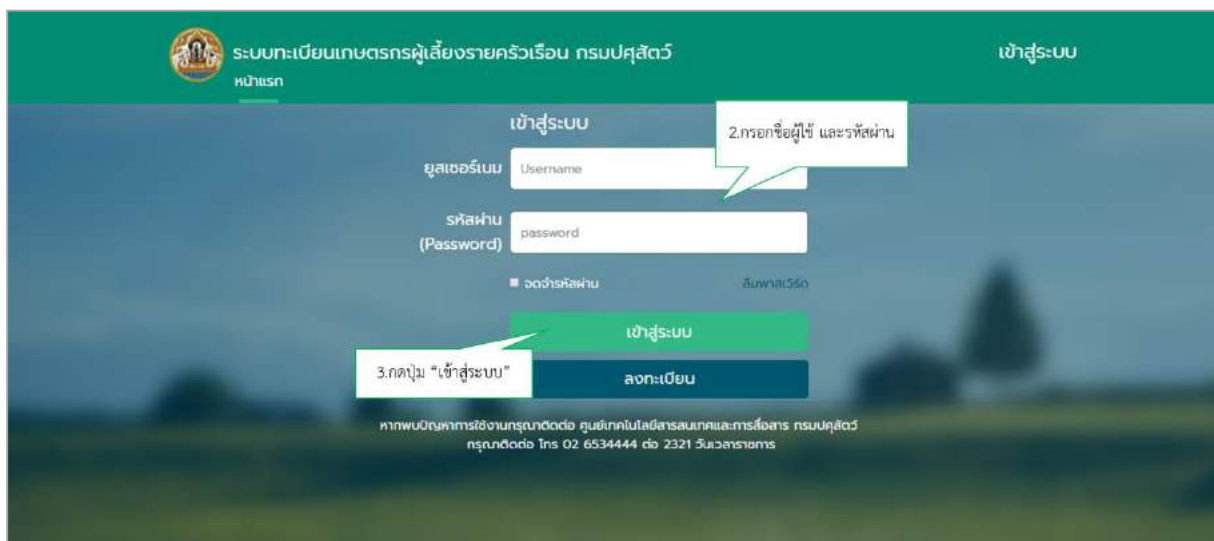 ระบบทะเบียนเกษตรกรผู้เลี้ยงรายครัวเรือน กรมปศุสัตว์
เข้าสู่ระบบ
หน้าแรก
เข้าสู่ระบบ
2.กรอกชื่อผู้ใช้ และรหัสผ่าน
ยูสเซอร์เนม
Username
รหัสผ่าน
(Password)
password
จดจำรหัสผ่าน
ลืมพาสเวิร์ด
เข้าสู่ระบบ
3.กดปุ่ม “เข้าสู่ระบบ”
ลงทะเบียน
หากพบปัญหาการใช้งานกรุณาติดต่อ ศูนย์เทคโนโลยีสารสนเทศและการสื่อสาร กรมปศุสัตว์
กรุณาติดต่อ โทร 02 6534444 ต่อ 2321 วันเวลาราชการ